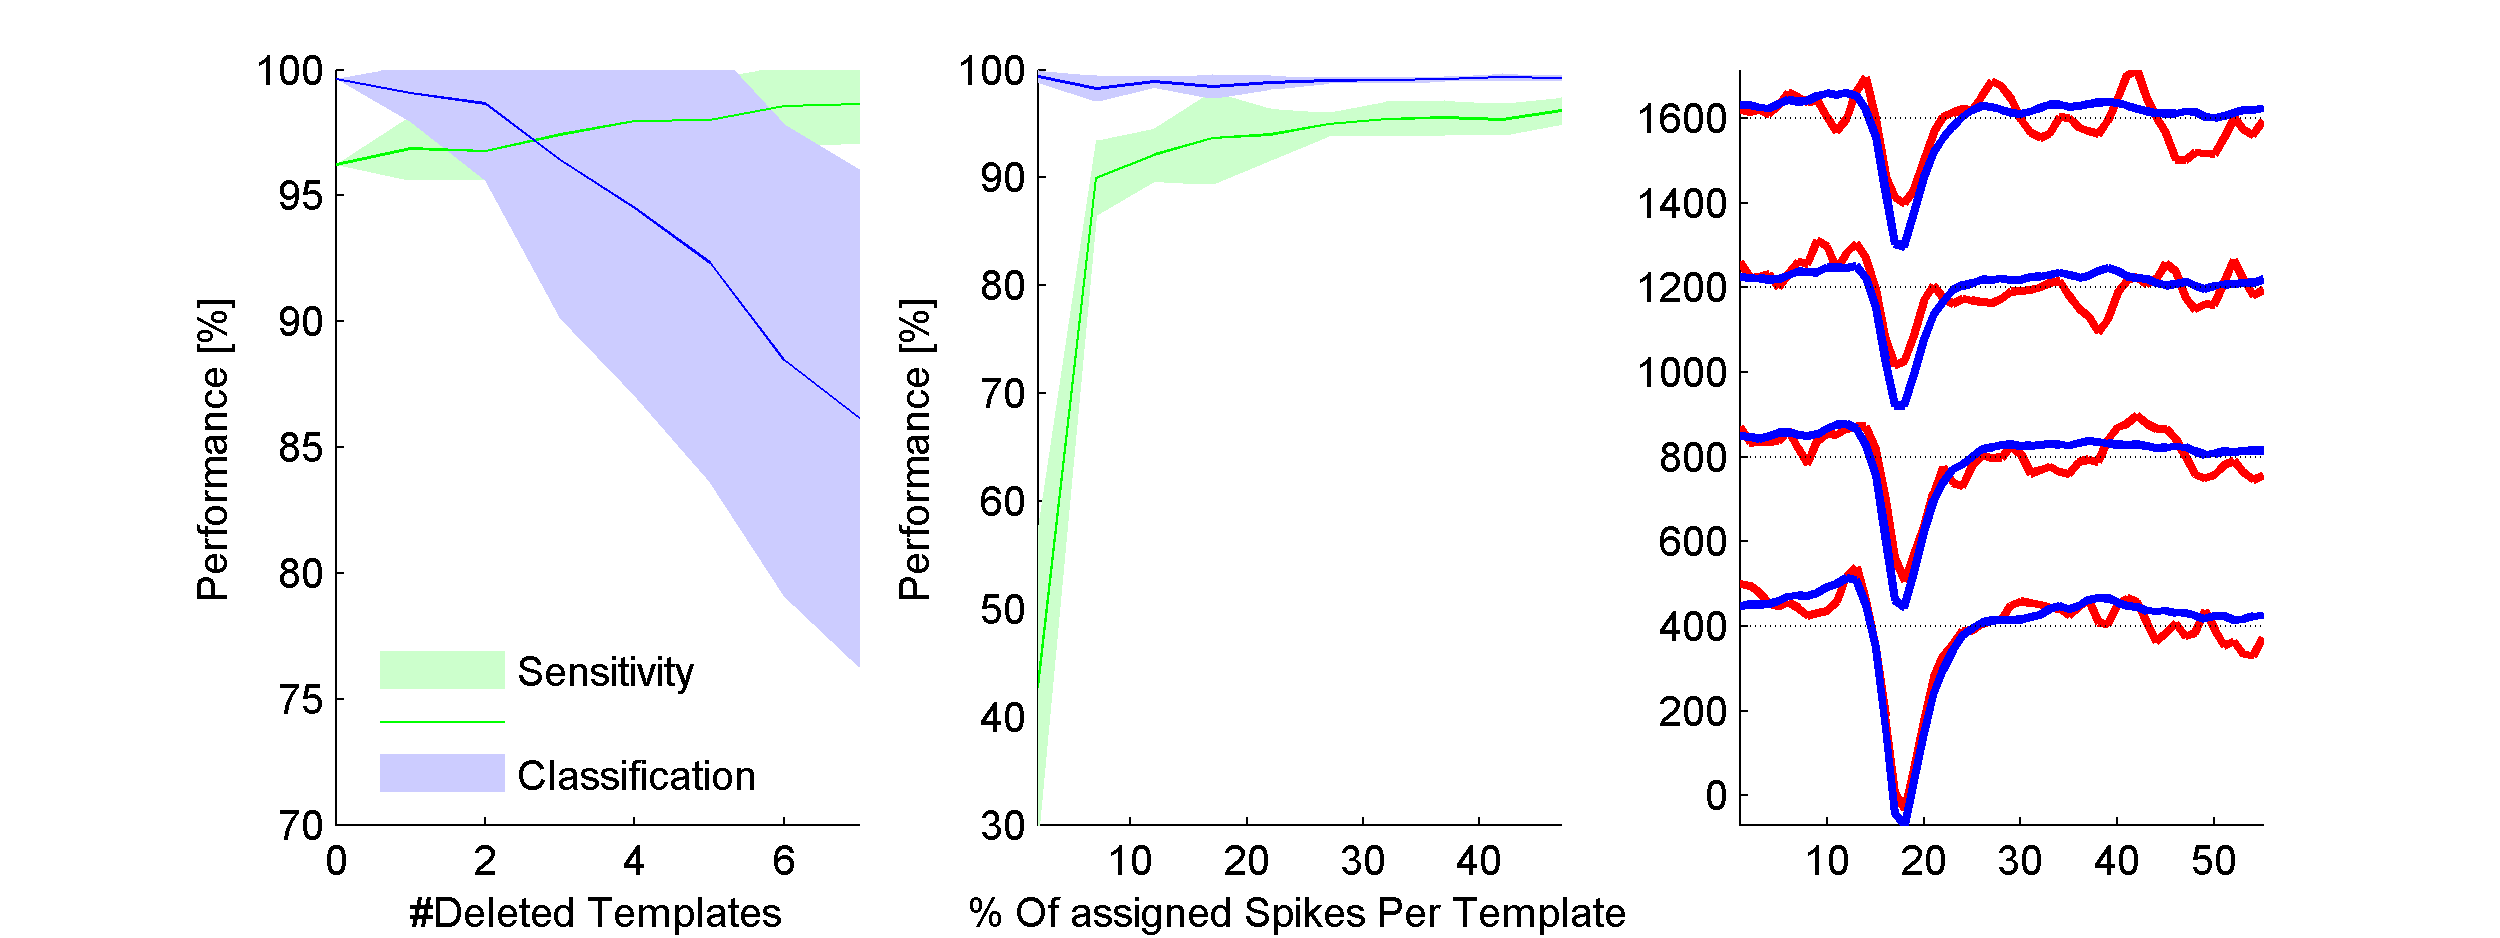 Performance [%]
100
95
90
85
80
75
70
Sensitivity
Classification
0 2 4 6
#Deleted Templates
Performance [%]
100
90
80
70
60
50
40
30
10 20 30 40
% Of assigned Spikes Per Template
1600
1400
1200
1000
800
600
400
200
0
10 20 30 40 50